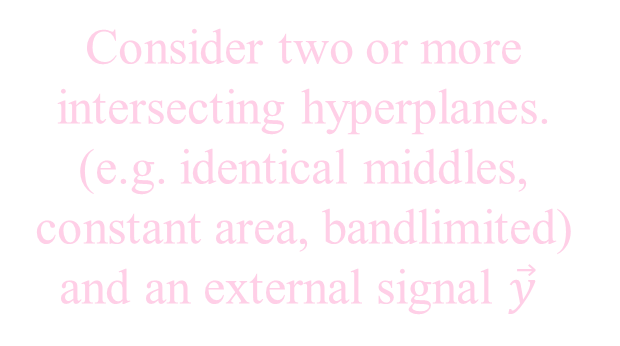 Consider two or more
intersecting hyperplanes.
(e.g. identical middles,
constant area, bandlimited)
and an external signal $\vec{y}$